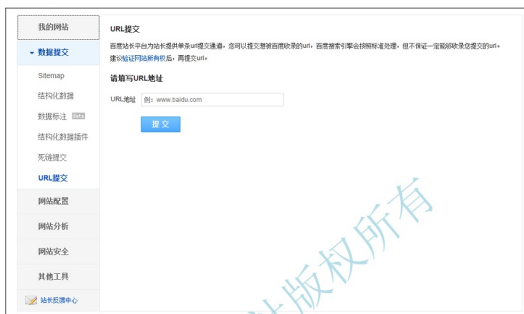 我的网站
数据提交
Sitemap
结构化数据
数据标注 Beta
结构化数据插件
死链提交
URL提交
网站配置
网站分析
网站安全
其他工具
站长反馈中心
URL提交
百度站长平台为站长提供单条url提交通道，您可以提交想被百度收录的url，百度搜索引擎会按照标准处理，但不保证一定能够收录您提交的url。
建议验证网站所有权后，再提交url。
请填写URL地址
URL地址 例：www.baidu.com
提交
版权所有